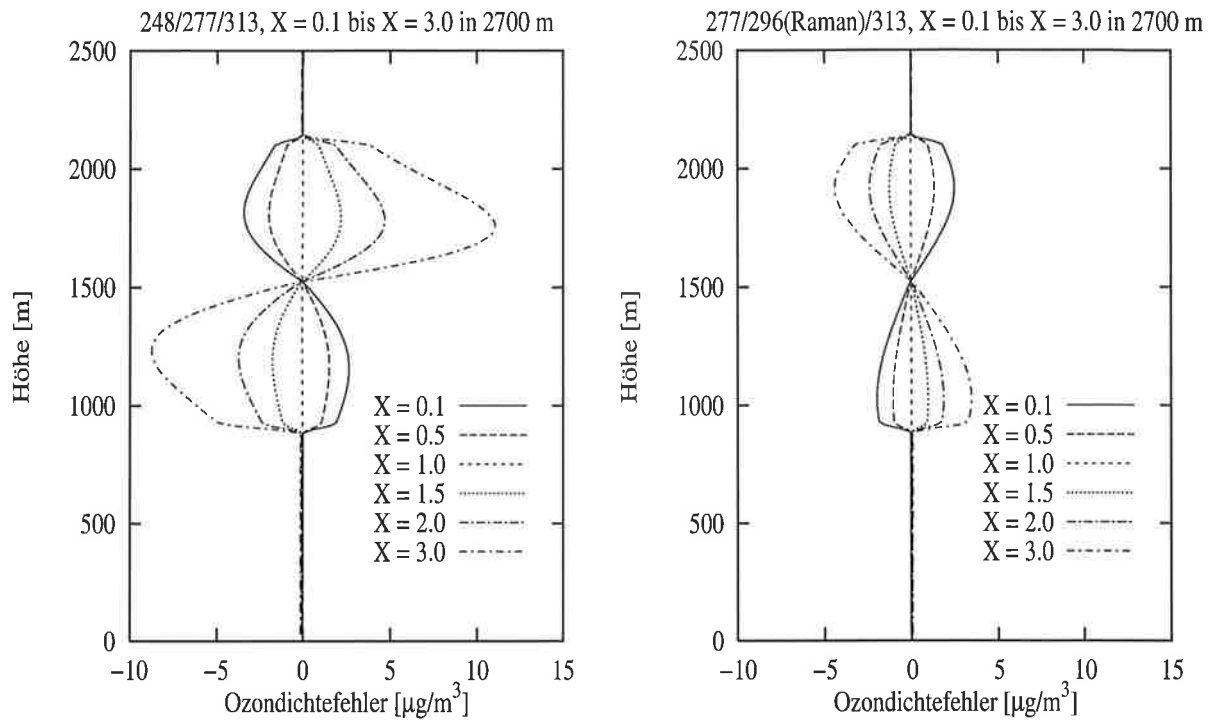 248/277/313, X = 0.1 bis X = 3.0 in 2700 m
2500
2000
1500
1000
500
0
Höhe [m]
X = 0.1
X = 0.5
X = 1.0
X = 1.5
X = 2.0
X = 3.0
−10
−5
0
5
10
15
Ozondichtefehler [μg/m³]
277/296(Raman)/313, X = 0.1 bis X = 3.0 in 2700 m
2500
2000
1500
1000
500
0
Höhe [m]
X = 0.1
X = 0.5
X = 1.0
X = 1.5
X = 2.0
X = 3.0
−10
−5
0
5
10
15
Ozondichtefehler [μg/m³]